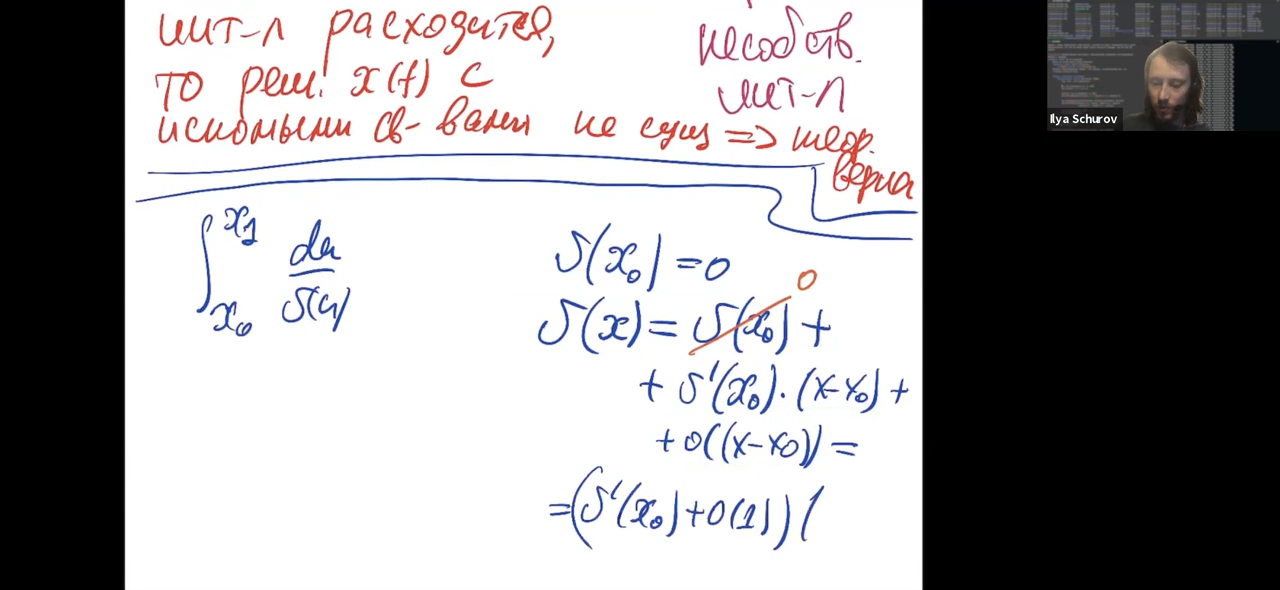 инт-л расходится,
то реш. x(t) с
искомыми св-вами не сущ => теор.
верна
несобств.
инт-л
∫_{x_0}^{x_1} du/v(u)
v(x_0) = 0
0
v(x) = v(x_0) +
+ v'(x_0)·(x-x_0) +
+ o((x-x_0)) =
= (v'(x_0) + o(1)) (
Ilya Schurov